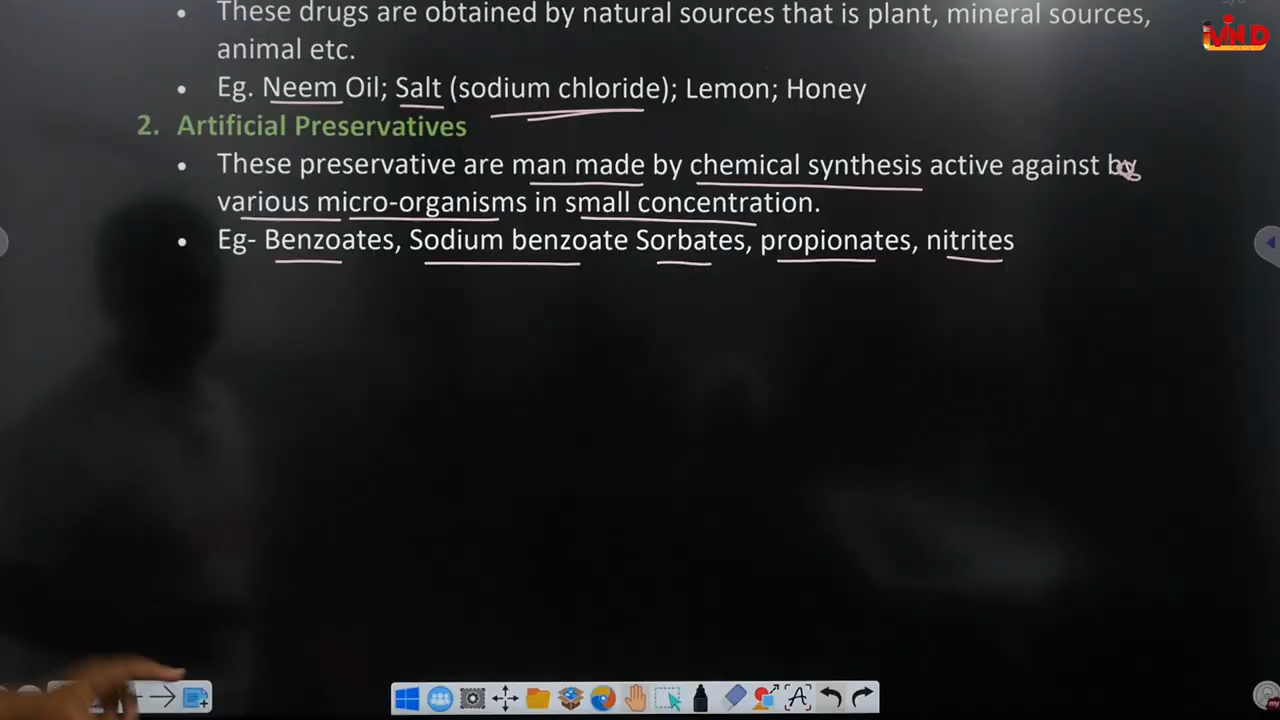 These drugs are obtained by natural sources that is plant, mineral sources,
animal etc.
Eg. Neem Oil; Salt (sodium chloride); Lemon; Honey
2. Artificial Preservatives
These preservative are man made by chemical synthesis active against
various micro-organisms in small concentration.
Eg- Benzoates, Sodium benzoate Sorbates, propionates, nitrites